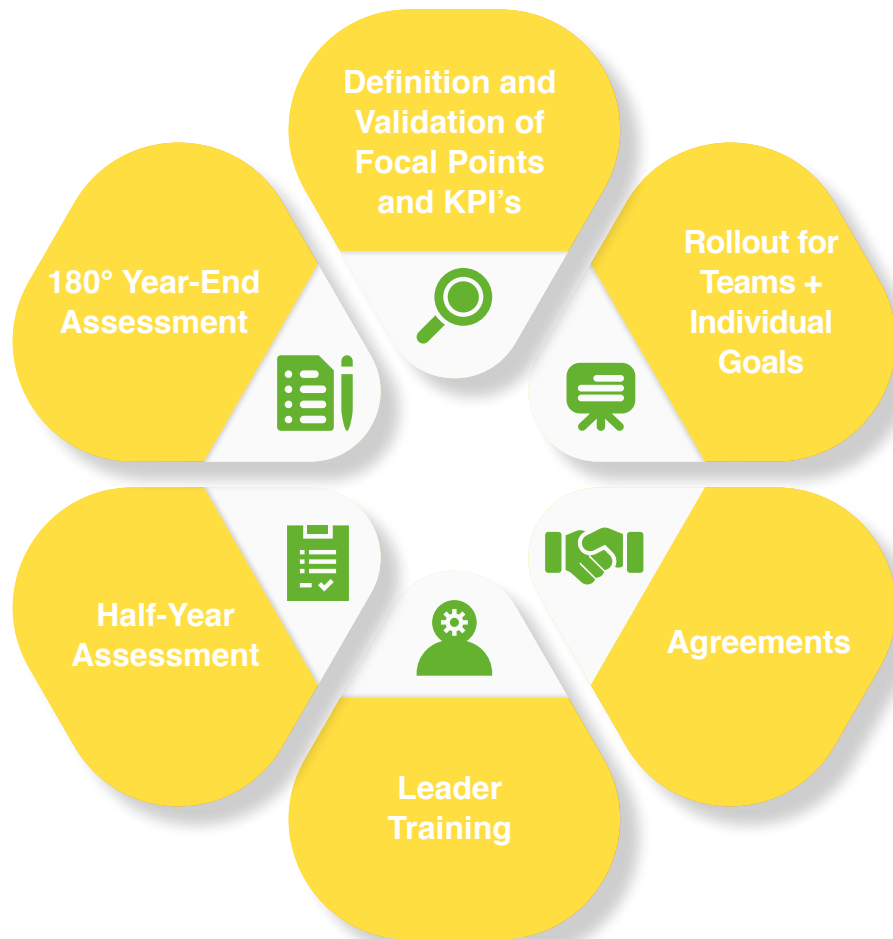 Definition and
Validation of
Focal Points
and KPI’s
Rollout for
Teams +
Individual
Goals
Agreements
Leader
Training
Half-Year
Assessment
180° Year-End
Assessment